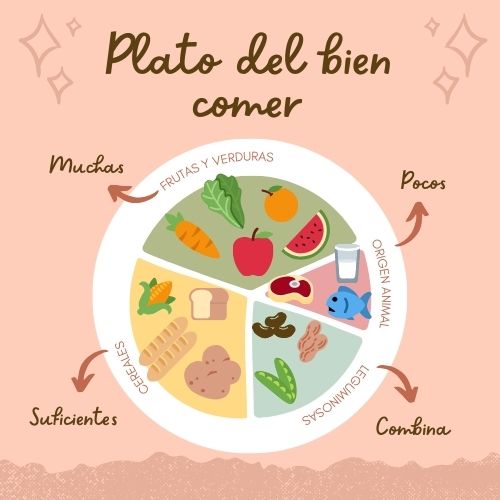 Plato del bien
comer
Muchas
FRUTAS Y VERDURAS
Pocos
ORIGEN ANIMAL
CEREALES
LEGUMINOSAS
Suficientes
Combina